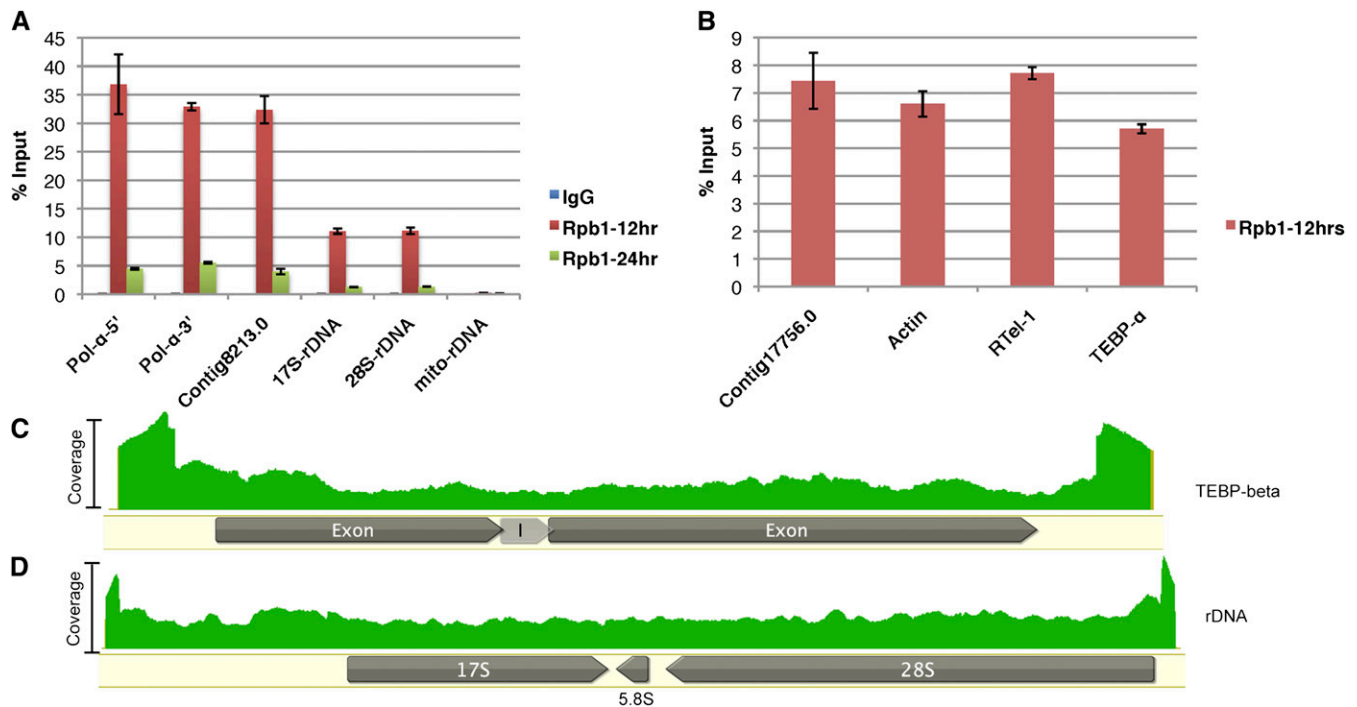 A
45
40
35
30
25
20
15
10
5
0
% Input
Pol-α-5'
Pol-α-3'
Contig8213.0
17S-rDNA
28S-rDNA
mito-rDNA
IgG
Rpb1-12hr
Rpb1-24hr
B
9
8
7
6
5
4
3
2
1
0
% Input
Contig17756.0
Actin
RTel-1
TEBP-α
Rpb1-12hrs
C
Coverage
TEBP-beta
Exon
I
Exon
D
Coverage
rDNA
17S
28S
5.8S